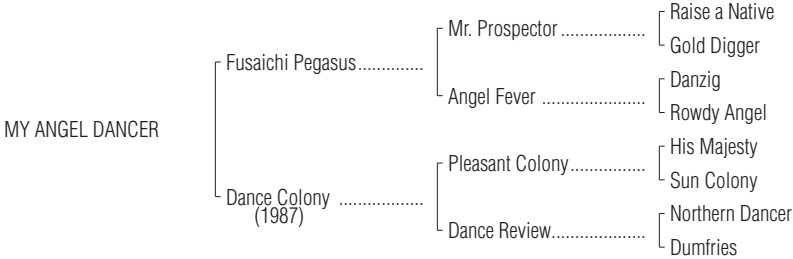 Raise a Native
Mr. Prospector ...................
Gold Digger
Fusaichi Pegasus..............
Danzig
Angel Fever .......................
Rowdy Angel
MY ANGEL DANCER
His Majesty
Pleasant Colony.................
Sun Colony
Dance Colony ..................
(1987)
Northern Dancer
Dance Review.....................
Dumfries